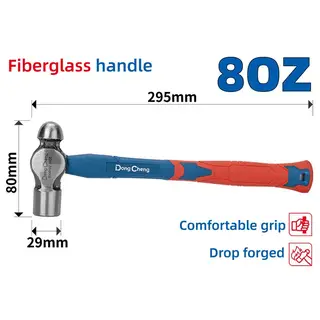 Fiberglass handle
8OZ
295mm
80mm
DongCheng
29mm
Comfortable grip
Drop forged